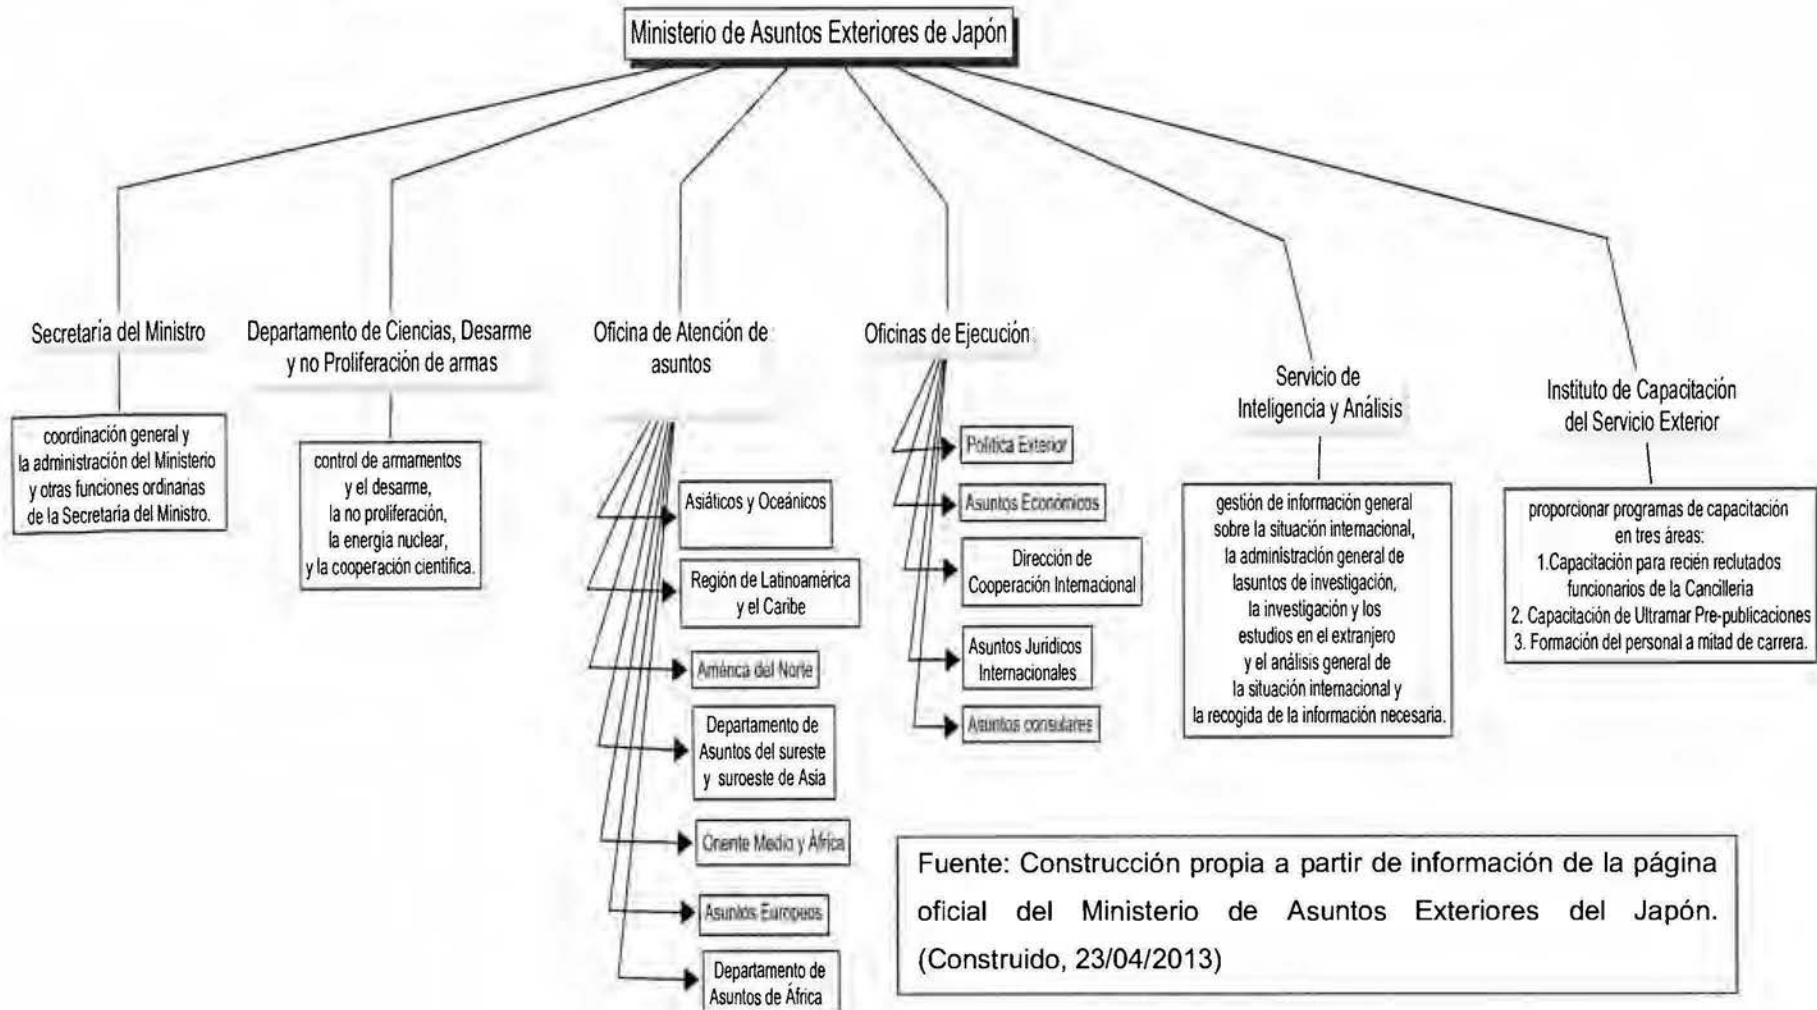 Ministerio de Asuntos Exteriores de Japón
Secretaría del Ministro
coordinación general y
la administración del Ministerio
y otras funciones ordinarias
de la Secretaría del Ministro.
Departamento de Ciencias, Desarme
y no Proliferación de armas
control de armamentos
y el desarme,
la no proliferación,
la energía nuclear,
y la cooperación científica.
Oficina de Atención de
asuntos
Asiáticos y Oceánicos
Región de Latinoamérica
y el Caribe
América del Norte
Departamento de
Asuntos del sureste
y suroeste de Asia
Oriente Medio y África
Asuntos Europeos
Departamento de
Asuntos de África
Oficinas de Ejecución
Política Exterior
Asuntos Económicos
Dirección de
Cooperación Internacional
Asuntos Jurídicos
Internacionales
Asuntos consulares
Servicio de
Inteligencia y Análisis
gestión de información general
sobre la situación internacional,
la administración general de
lasuntos de investigación,
la investigación y los
estudios en el extranjero
y el análisis general de
la situación internacional y
la recogida de la información necesaria.
Instituto de Capacitación
del Servicio Exterior
proporcionar programas de capacitación
en tres áreas:
1.Capacitación para recién reclutados
funcionarios de la Cancilleria
2. Capacitación de Ultramar Pre-publicaciones
3. Formación del personal a mitad de carrera.
Fuente: Construcción propia a partir de información de la página
oficial del Ministerio de Asuntos Exteriores del Japón.
(Construido, 23/04/2013)